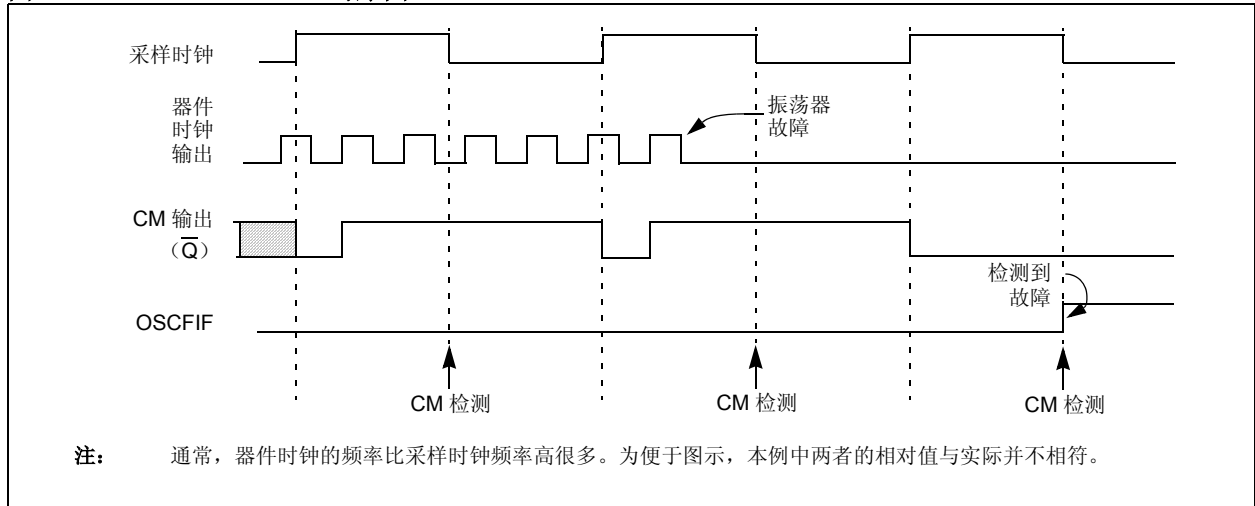 采样时钟
器件
时钟
输出
振荡器
故障
CM 输出
（Q̅）
检测到
故障
OSCFIF
CM 检测
CM 检测
CM 检测
注： 通常，器件时钟的频率比采样时钟频率高很多。为便于图示，本例中两者的相对值与实际并不相符。